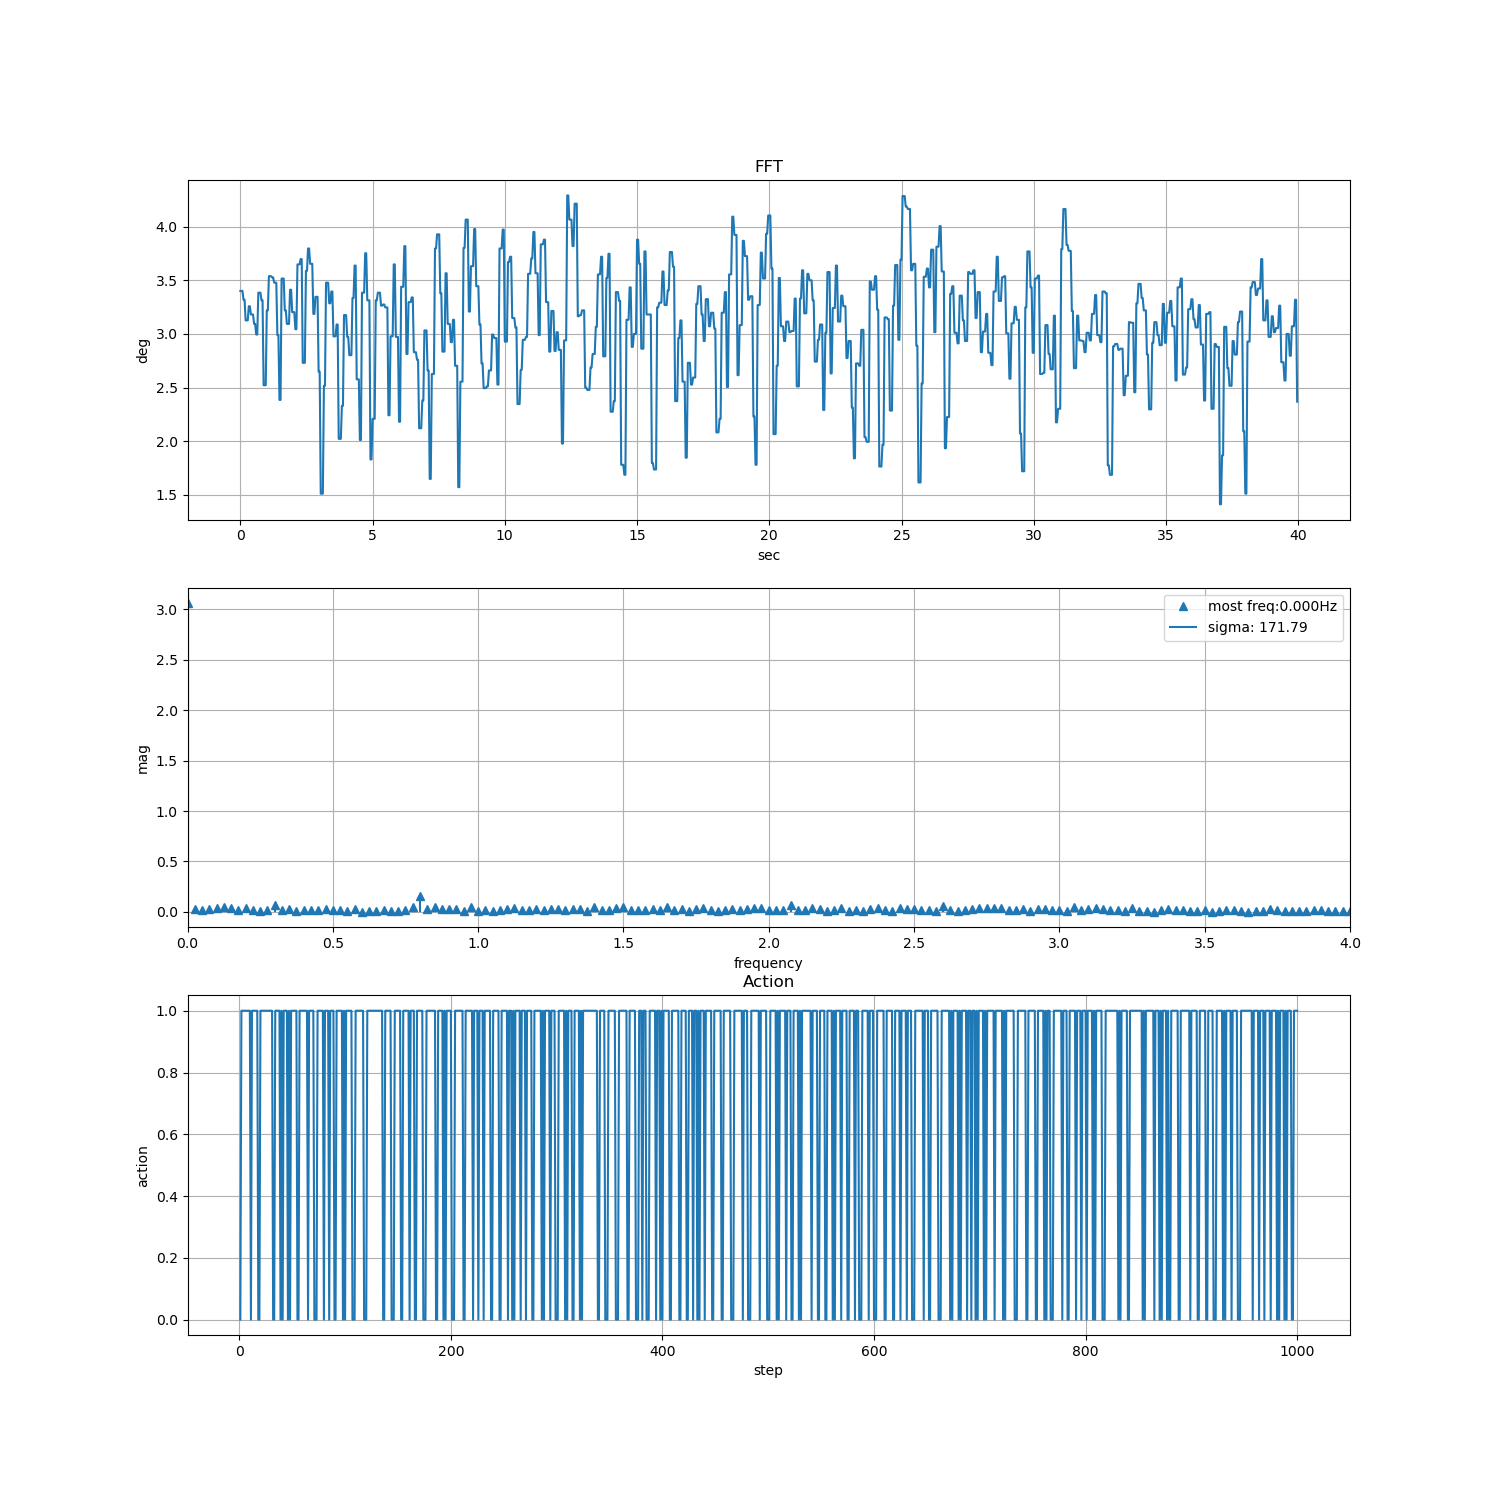 FFT
4.0
3.5
3.0
2.5
2.0
1.5
deg
0 5 10 15 20 25 30 35 40
sec
3.0
2.5
2.0
1.5
1.0
0.5
0.0
mag
most freq:0.000Hz
sigma: 171.79
0.0 0.5 1.0 1.5 2.0 2.5 3.0 3.5 4.0
frequency
Action
1.0
0.8
0.6
0.4
0.2
0.0
action
0 200 400 600 800 1000
step